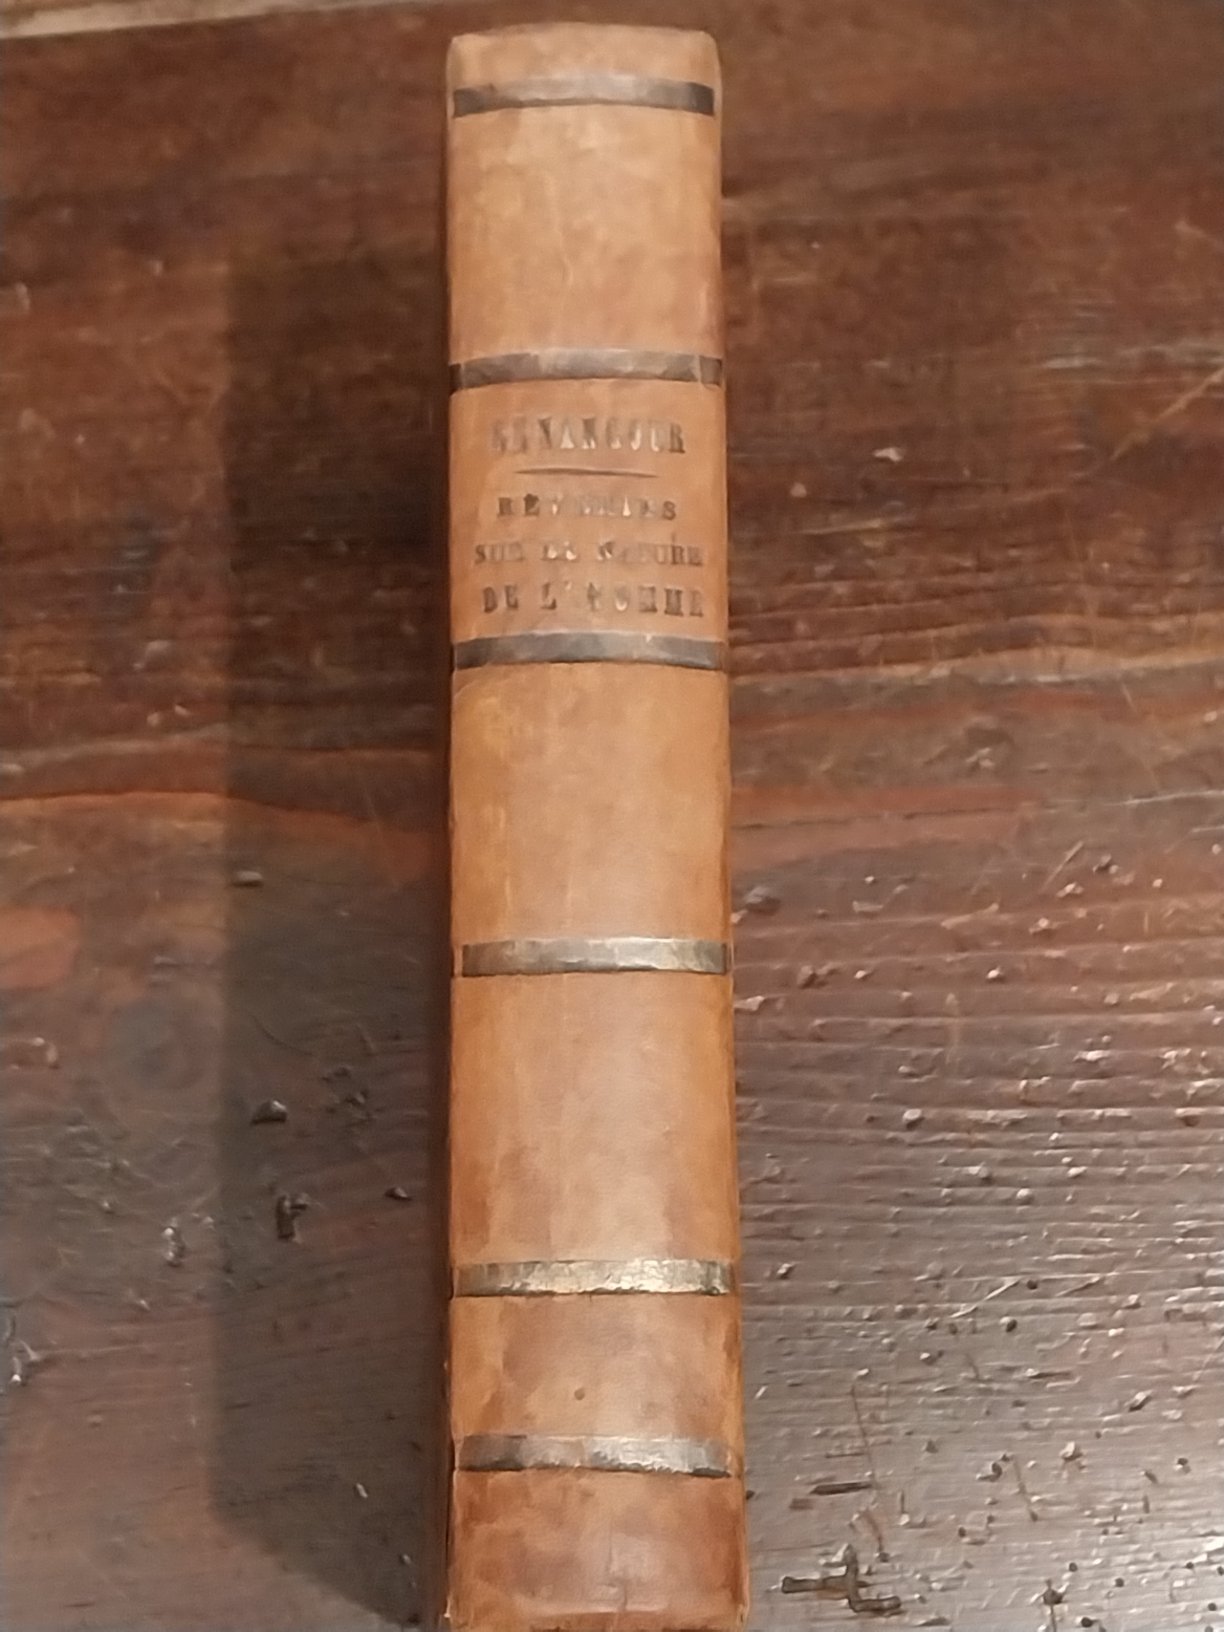 SENANCOUR
RÊVERIES
SUR LA NATURE
DE L'HOMME